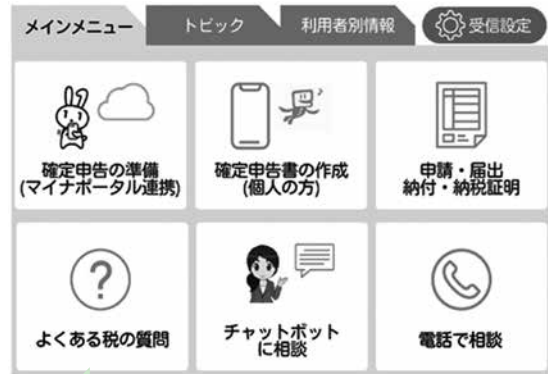 メインメニュー
トピック
利用者別情報
受信設定
確定申告の準備
(マイナポータル連携)
確定申告書の作成
(個人の方)
申請・届出
納付・納税証明
よくある税の質問
チャットボット
に相談
電話で相談